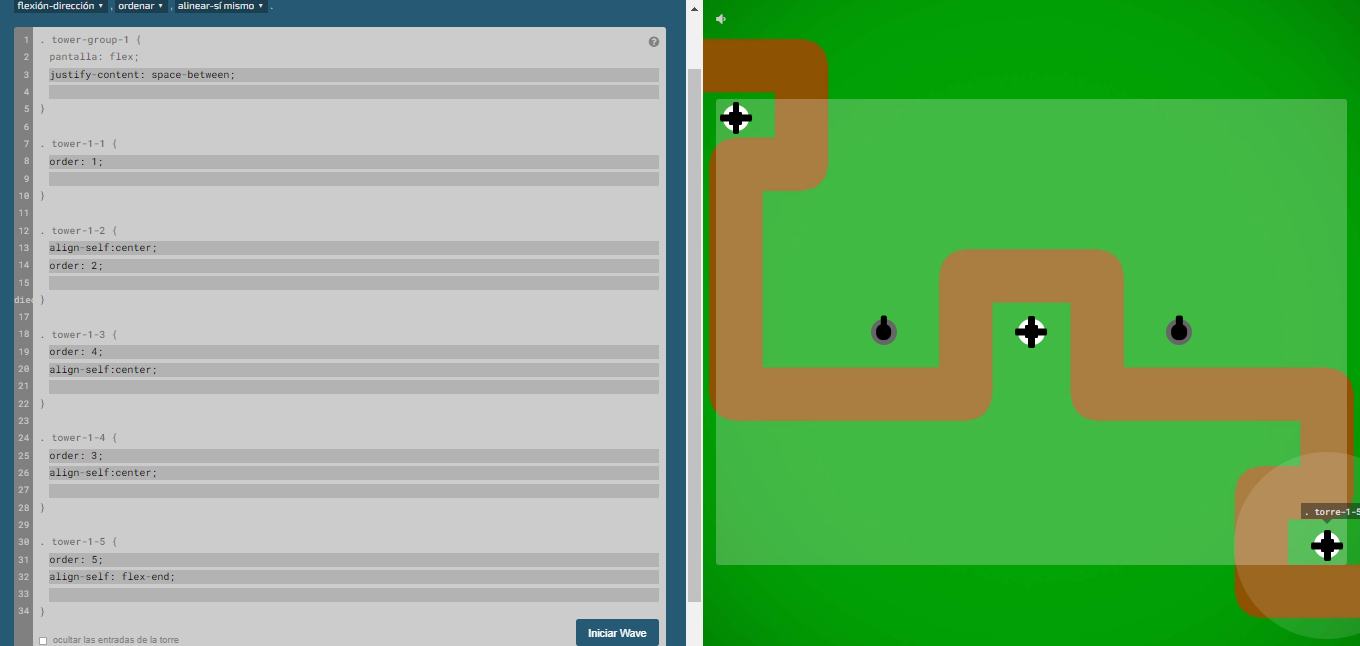 flexión-dirección ▼ , ordenar ▼ , alinear-sí mismo ▼ .
1 . tower-group-1 {
2 pantalla: flex;
3 justify-content: space-between;
4
5 }
6
7 . tower-1-1 {
8 order: 1;
9
10 }
11
12 . tower-1-2 {
13 align-self:center;
14 order: 2;
15
diec }
17
18 . tower-1-3 {
19 order: 4;
20 align-self:center;
21
22 }
23
24 . tower-1-4 {
25 order: 3;
26 align-self:center;
27
28 }
29
30 . tower-1-5 {
31 order: 5;
32 align-self: flex-end;
33
34 }
ocultar las entradas de la torre
Iniciar Wave
?
. torre-1-5